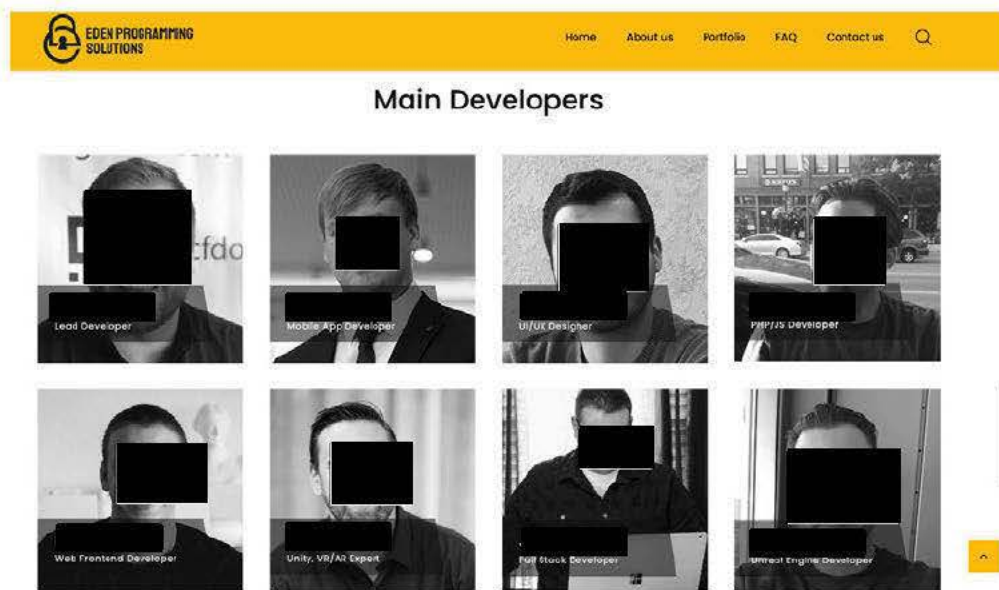 EDEN PROGRAMMING
SOLUTIONS
Home About us Portfolio FAQ Contact us
Main Developers
cfdo
Lead Developer
Mobile App Developer
UI/UX Designer
PHP/JS Developer
Web Frontend Developer
Unity, VR/AR Expert
Full Stack Developer
Unreal Engine Developer